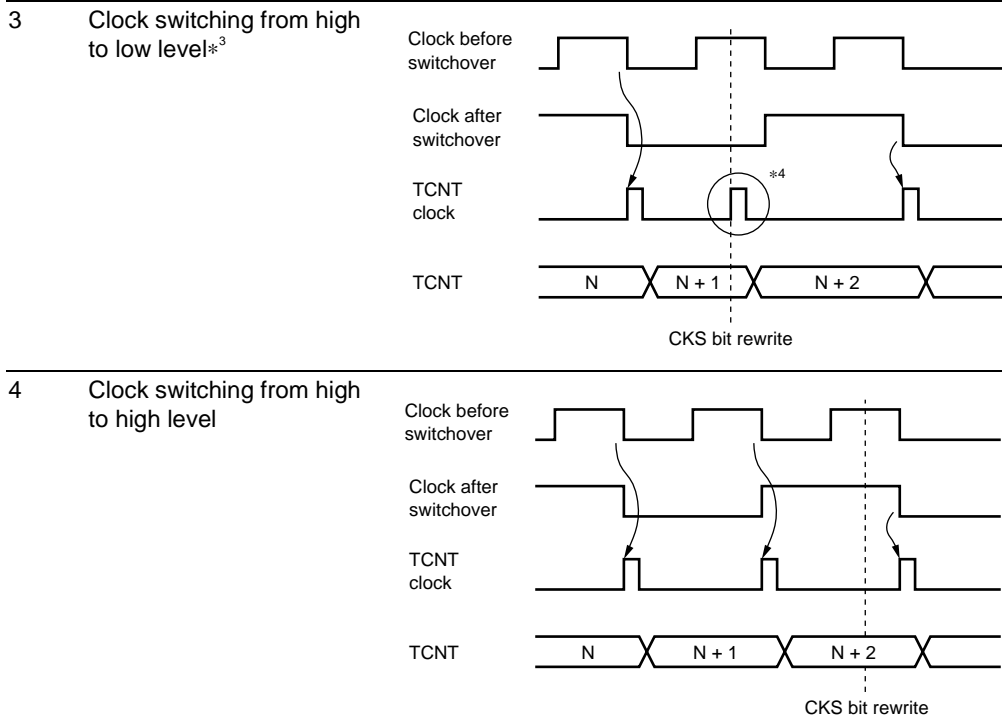 3 Clock switching from high
to low level*3
Clock before
switchover
Clock after
switchover
TCNT
clock
*4
TCNT
N N + 1 N + 2
CKS bit rewrite
4 Clock switching from high
to high level
Clock before
switchover
Clock after
switchover
TCNT
clock
TCNT
N N + 1 N + 2
CKS bit rewrite